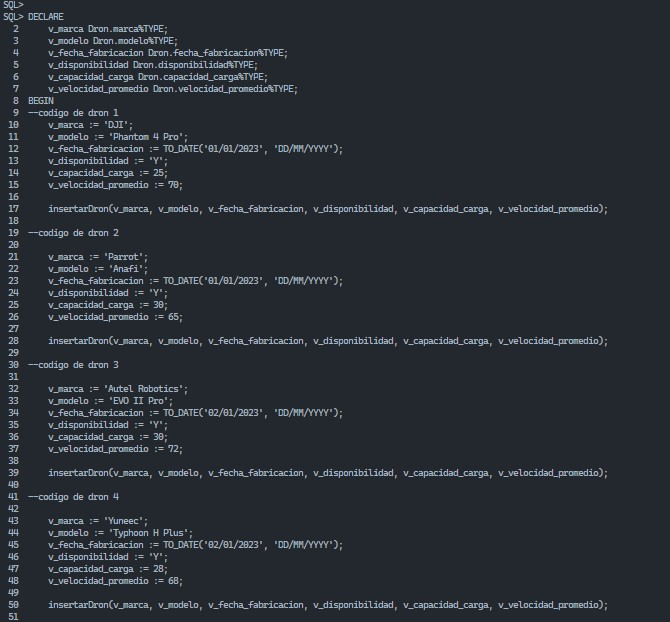 SQL>
SQL> DECLARE
  2      v_marca Dron.marca%TYPE;
  3      v_modelo Dron.modelo%TYPE;
  4      v_fecha_fabricacion Dron.fecha_fabricacion%TYPE;
  5      v_disponibilidad Dron.disponibilidad%TYPE;
  6      v_capacidad_carga Dron.capacidad_carga%TYPE;
  7      v_velocidad_promedio Dron.velocidad_promedio%TYPE;
  8  BEGIN
  9  --codigo de dron 1
 10      v_marca := 'DJI';
 11      v_modelo := 'Phantom 4 Pro';
 12      v_fecha_fabricacion := TO_DATE('01/01/2023', 'DD/MM/YYYY');
 13      v_disponibilidad := 'Y';
 14      v_capacidad_carga := 25;
 15      v_velocidad_promedio := 70;
 16
 17      insertarDron(v_marca, v_modelo, v_fecha_fabricacion, v_disponibilidad, v_capacidad_carga, v_velocidad_promedio);
 18
 19  --codigo de dron 2
 20
 21      v_marca := 'Parrot';
 22      v_modelo := 'Anafi';
 23      v_fecha_fabricacion := TO_DATE('01/01/2023', 'DD/MM/YYYY');
 24      v_disponibilidad := 'Y';
 25      v_capacidad_carga := 30;
 26      v_velocidad_promedio := 65;
 27
 28      insertarDron(v_marca, v_modelo, v_fecha_fabricacion, v_disponibilidad, v_capacidad_carga, v_velocidad_promedio);
 29
 30  --codigo de dron 3
 31
 32      v_marca := 'Autel Robotics';
 33      v_modelo := 'EVO II Pro';
 34      v_fecha_fabricacion := TO_DATE('02/01/2023', 'DD/MM/YYYY');
 35      v_disponibilidad := 'Y';
 36      v_capacidad_carga := 30;
 37      v_velocidad_promedio := 72;
 38
 39      insertarDron(v_marca, v_modelo, v_fecha_fabricacion, v_disponibilidad, v_capacidad_carga, v_velocidad_promedio);
 40
 41  --codigo de dron 4
 42
 43      v_marca := 'Yuneec';
 44      v_modelo := 'Typhoon H Plus';
 45      v_fecha_fabricacion := TO_DATE('02/01/2023', 'DD/MM/YYYY');
 46      v_disponibilidad := 'Y';
 47      v_capacidad_carga := 28;
 48      v_velocidad_promedio := 68;
 49
 50      insertarDron(v_marca, v_modelo, v_fecha_fabricacion, v_disponibilidad, v_capacidad_carga, v_velocidad_promedio);
 51